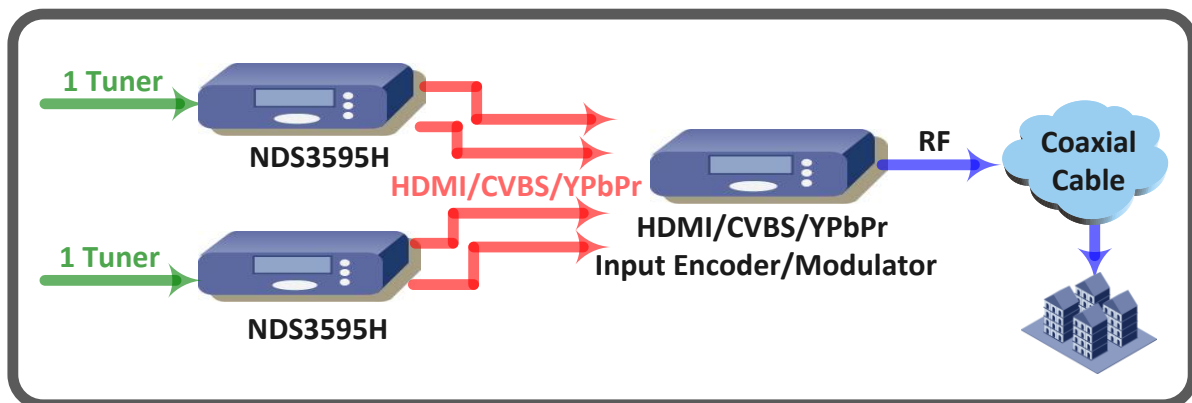 1 Tuner
NDS3595H
HDMI/CVBS/YPbPr
1 Tuner
NDS3595H
HDMI/CVBS/YPbPr
Input Encoder/Modulator
RF
Coaxial
Cable